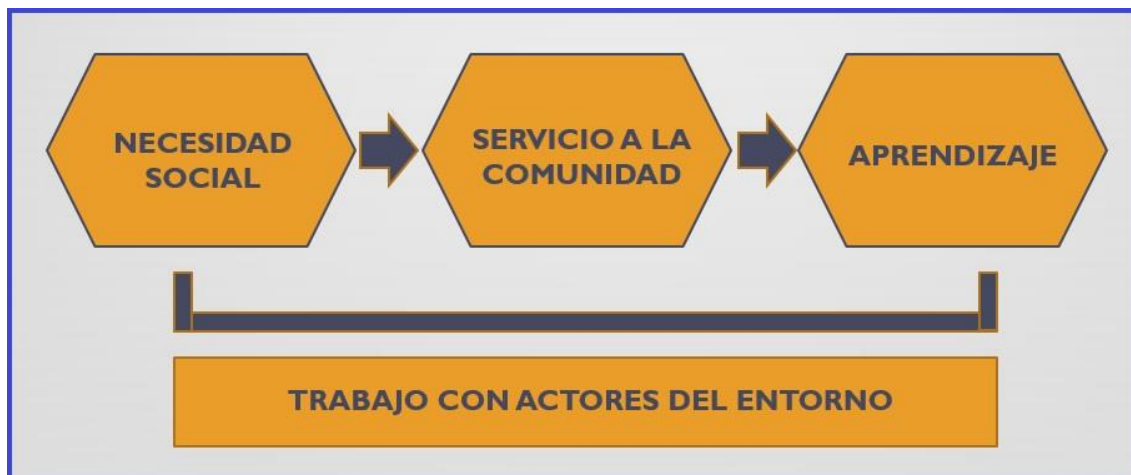 NECESIDAD
SOCIAL
SERVICIO A LA
COMUNIDAD
APRENDIZAJE
TRABAJO CON ACTORES DEL ENTORNO